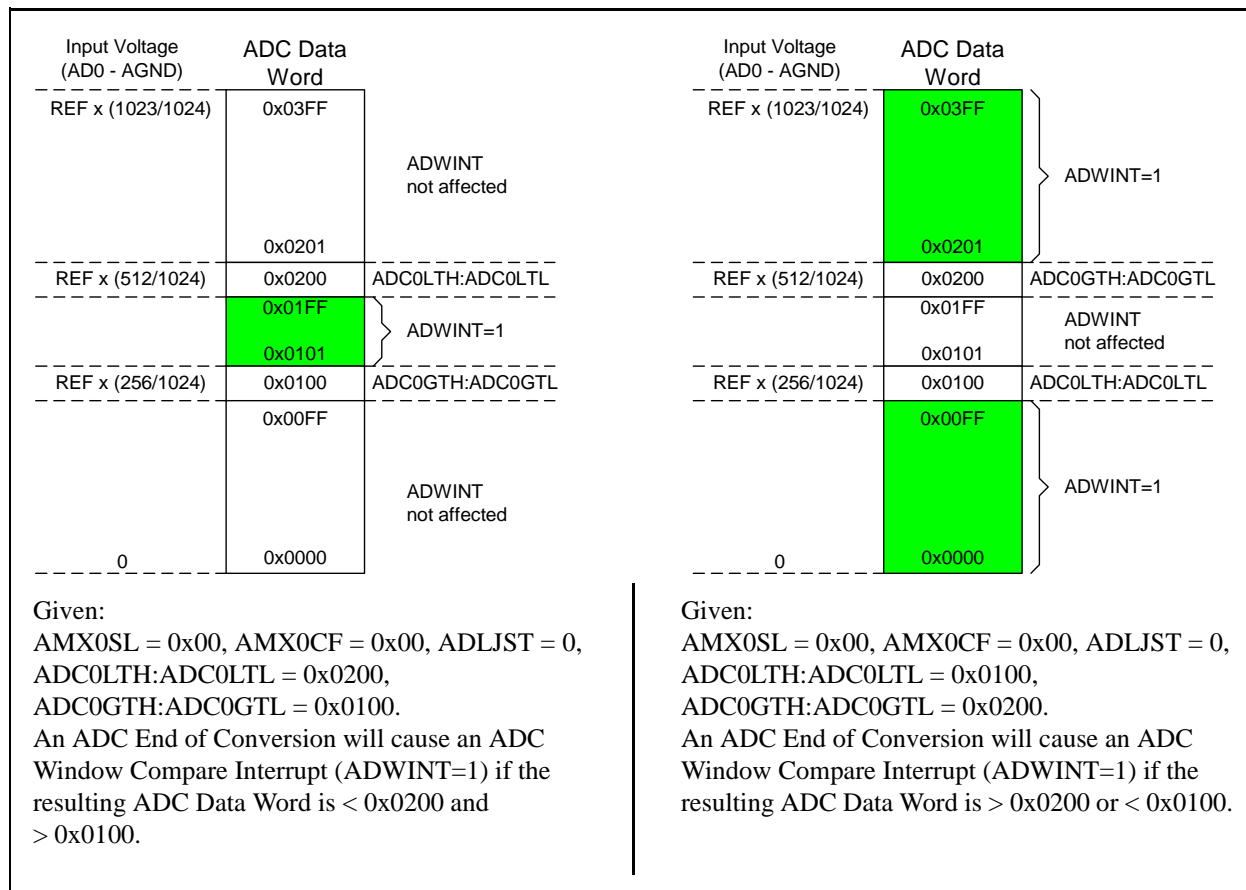 Input Voltage
(AD0 - AGND)
ADC Data
Word
REF x (1023/1024)
0x03FF
ADWINT
not affected
0x0201
REF x (512/1024)
0x0200
ADC0LTH:ADC0LTL
0x01FF
ADWINT=1
0x0101
REF x (256/1024)
0x0100
ADC0GTH:ADC0GTL
0x00FF
ADWINT
not affected
0
0x0000
Given:
AMX0SL = 0x00, AMX0CF = 0x00, ADLJST = 0,
ADC0LTH:ADC0LTL = 0x0200,
ADC0GTH:ADC0GTL = 0x0100.
An ADC End of Conversion will cause an ADC
Window Compare Interrupt (ADWINT=1) if the
resulting ADC Data Word is < 0x0200 and
> 0x0100.
Input Voltage
(AD0 - AGND)
ADC Data
Word
REF x (1023/1024)
0x03FF
ADWINT=1
0x0201
REF x (512/1024)
0x0200
ADC0GTH:ADC0GTL
0x01FF
ADWINT
not affected
0x0101
REF x (256/1024)
0x0100
ADC0LTH:ADC0LTL
0x00FF
ADWINT=1
0
0x0000
Given:
AMX0SL = 0x00, AMX0CF = 0x00, ADLJST = 0,
ADC0LTH:ADC0LTL = 0x0100,
ADC0GTH:ADC0GTL = 0x0200.
An ADC End of Conversion will cause an ADC
Window Compare Interrupt (ADWINT=1) if the
resulting ADC Data Word is > 0x0200 or < 0x0100.